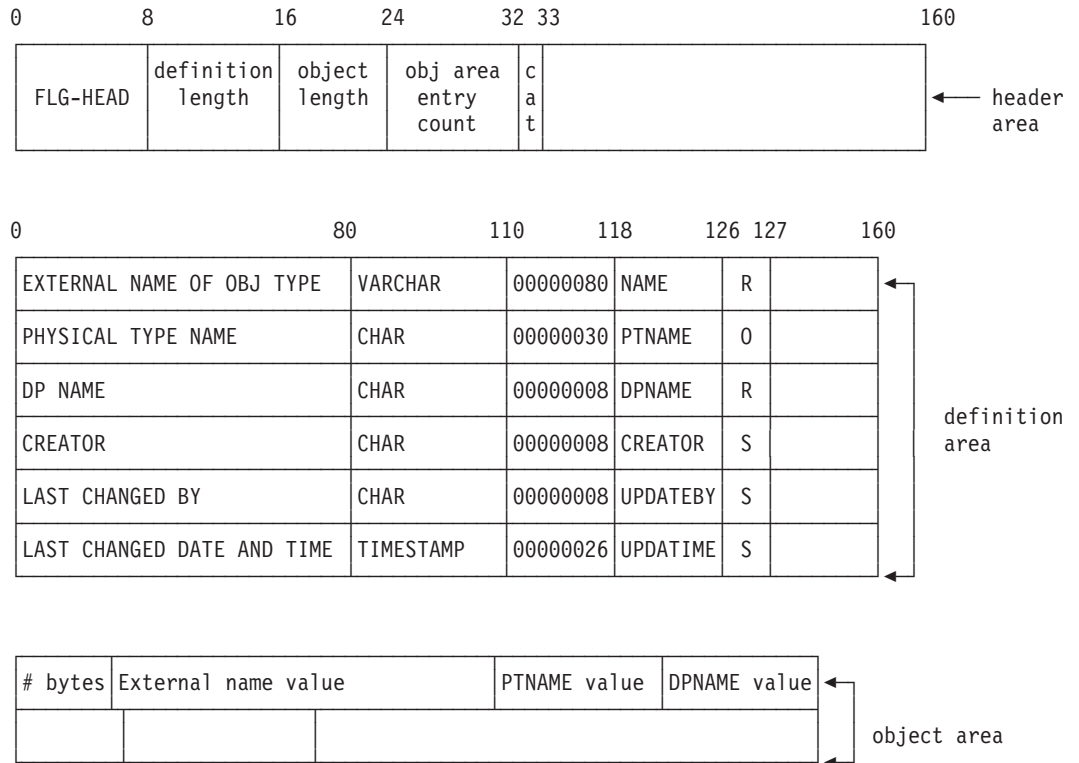 0 8 16 24 32 33 160
FLG-HEAD definition length object length obj area entry count cat header area
0 80 110 118 126 127 160
EXTERNAL NAME OF OBJ TYPE VARCHAR 00000080 NAME R
PHYSICAL TYPE NAME CHAR 00000030 PTNAME O
DP NAME CHAR 00000008 DPNAME R
CREATOR CHAR 00000008 CREATOR S
LAST CHANGED BY CHAR 00000008 UPDATEBY S
LAST CHANGED DATE AND TIME TIMESTAMP 00000026 UPDATIME S
definition area
# bytes External name value PTNAME value DPNAME value
object area